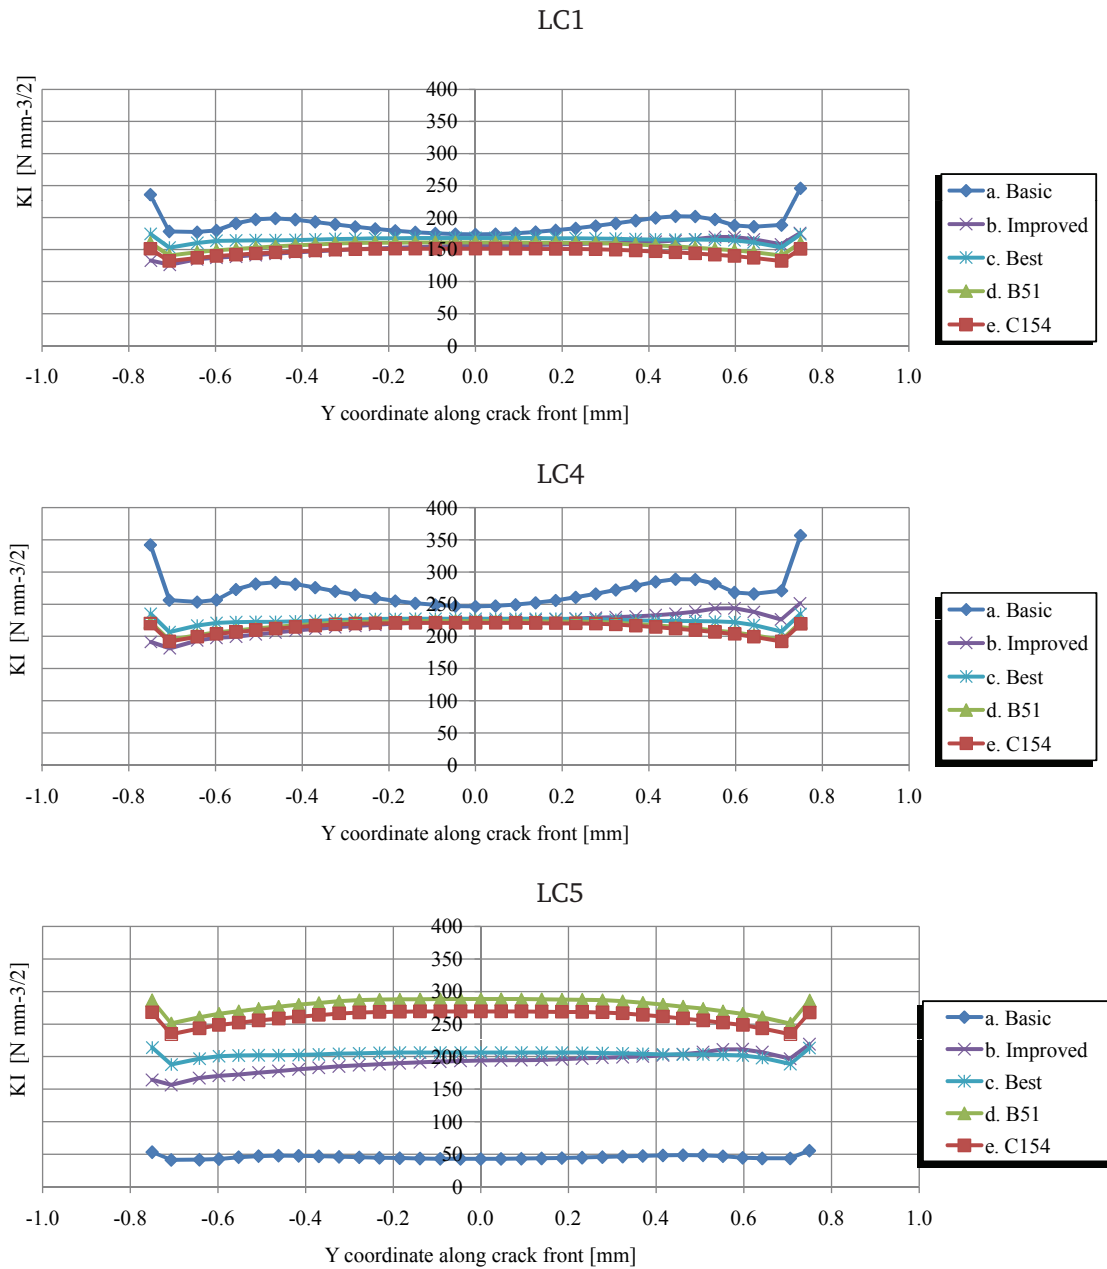 LC1
KI [N mm-3/2]
400
350
300
250
200
150
100
50
0
-1.0 -0.8 -0.6 -0.4 -0.2 0.0 0.2 0.4 0.6 0.8 1.0
Y coordinate along crack front [mm]
a. Basic
b. Improved
c. Best
d. B51
e. C154
LC4
KI [N mm-3/2]
400
350
300
250
200
150
100
50
0
-1.0 -0.8 -0.6 -0.4 -0.2 0.0 0.2 0.4 0.6 0.8 1.0
Y coordinate along crack front [mm]
a. Basic
b. Improved
c. Best
d. B51
e. C154
LC5
KI [N mm-3/2]
400
350
300
250
200
150
100
50
0
-1.0 -0.8 -0.6 -0.4 -0.2 0.0 0.2 0.4 0.6 0.8 1.0
Y coordinate along crack front [mm]
a. Basic
b. Improved
c. Best
d. B51
e. C154